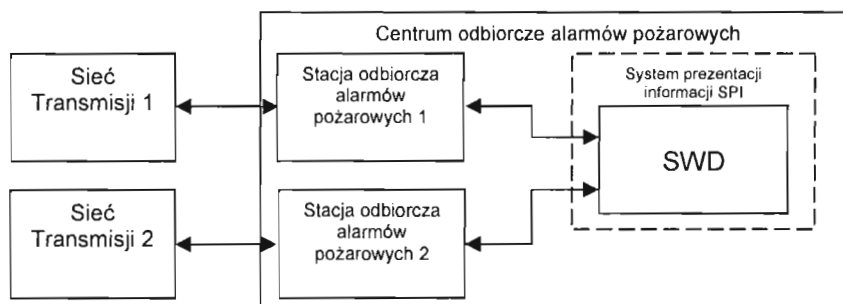 Centrum odbiorcze alarmów pożarowych
Sieć
Transmisji 1
Stacja odbiorcza
alarmów
pożarowych 1
System prezentacji
informacji SPI
SWD
Sieć
Transmisji 2
Stacja odbiorcza
alarmów
pożarowych 2